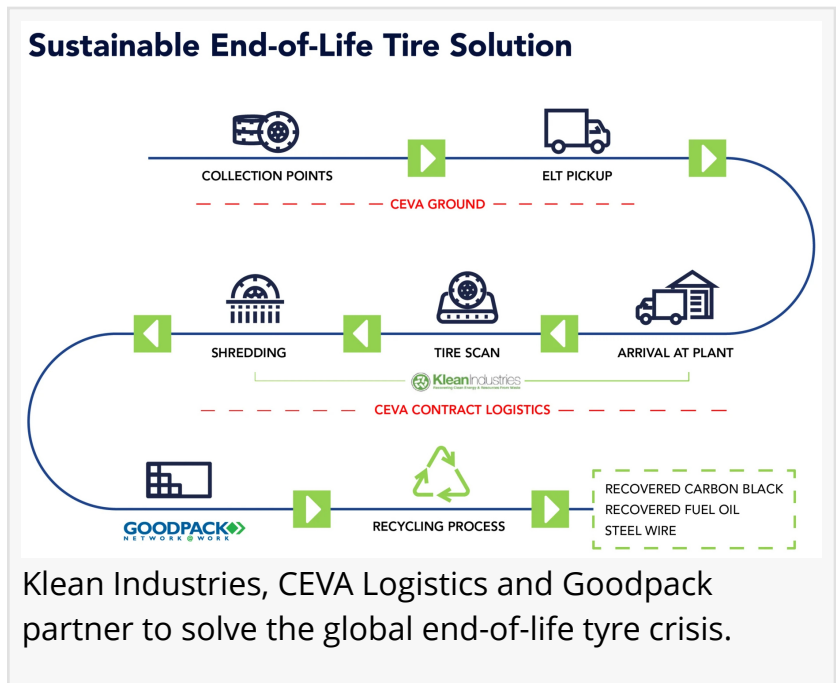 Sustainable End-of-Life Tire Solution
COLLECTION POINTS
ELT PICKUP
CEVA GROUND
SHREDDING
TIRE SCAN
ARRIVAL AT PLANT
KleanIndustries
CEVA CONTRACT LOGISTICS
GOODPACK
NETWORK@WORK
RECYCLING PROCESS
RECOVERED CARBON BLACK
RECOVERED FUEL OIL
STEEL WIRE
Klean Industries, CEVA Logistics and Goodpack
partner to solve the global end-of-life tyre crisis.